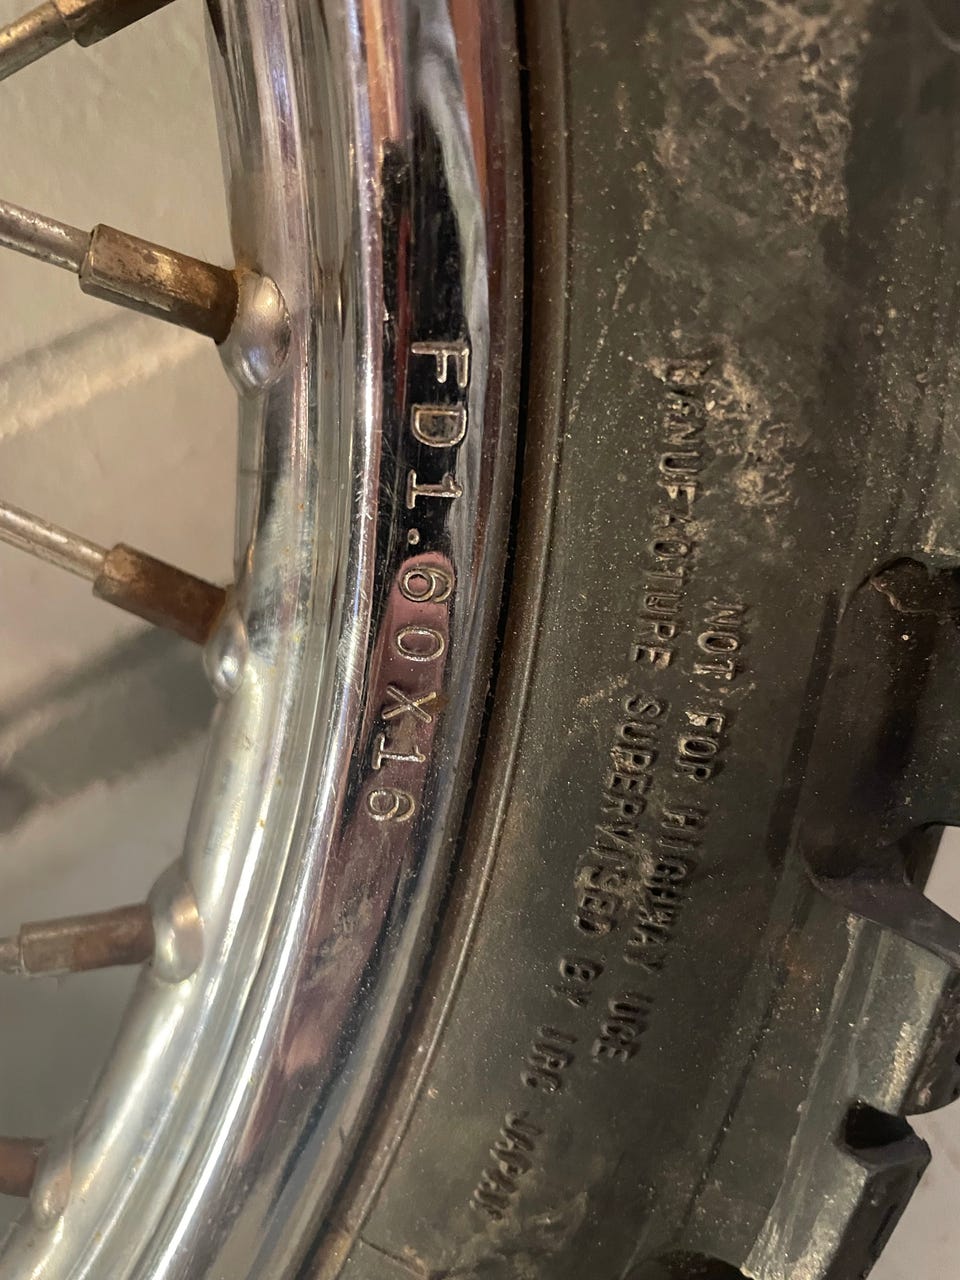 FD1.60X16
NOT FOR HIGHWAY USE
MANUFACTURE SUPERVISED BY IRC JAPAN